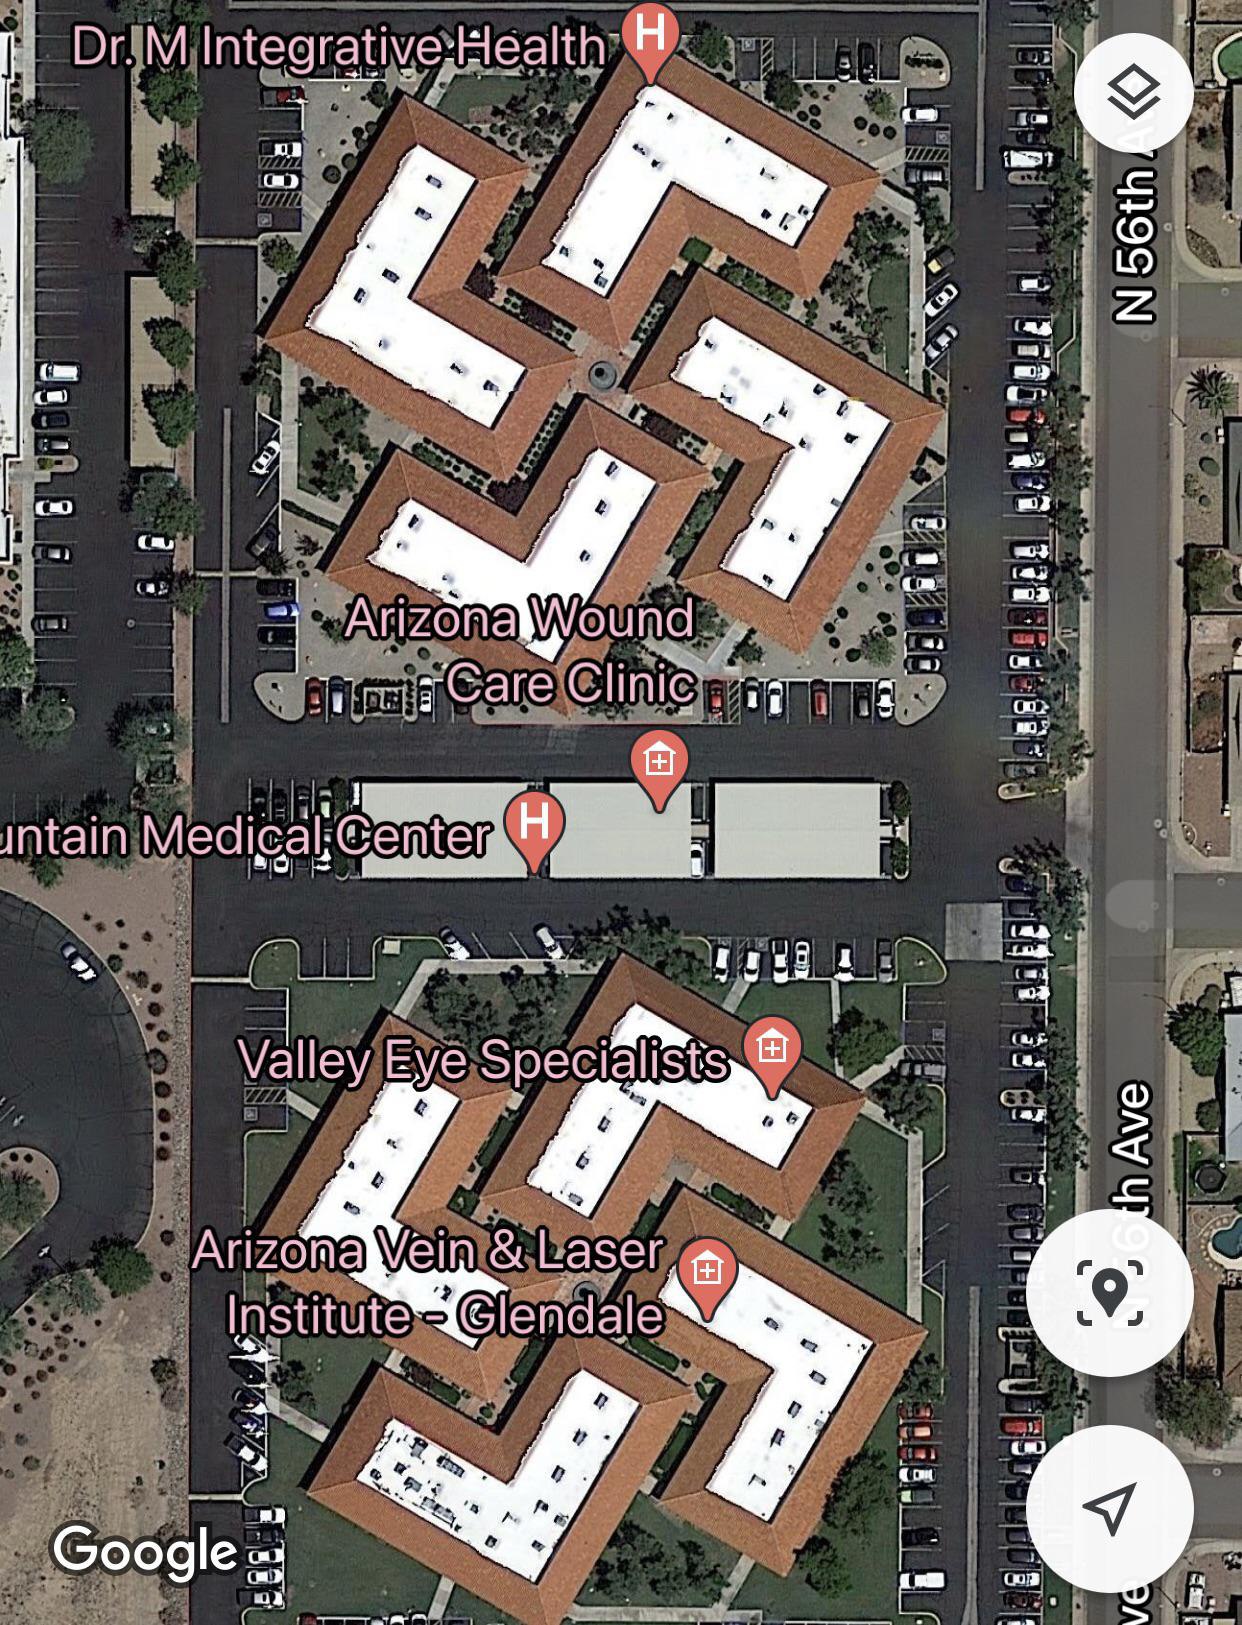 Dr. M Integrative Health
N 56th A
Arizona Wound
Care Clinic
untain Medical Center
Valley Eye Specialists
Arizona Vein & Laser
Institute - Glendale
6th Ave
Google
ve